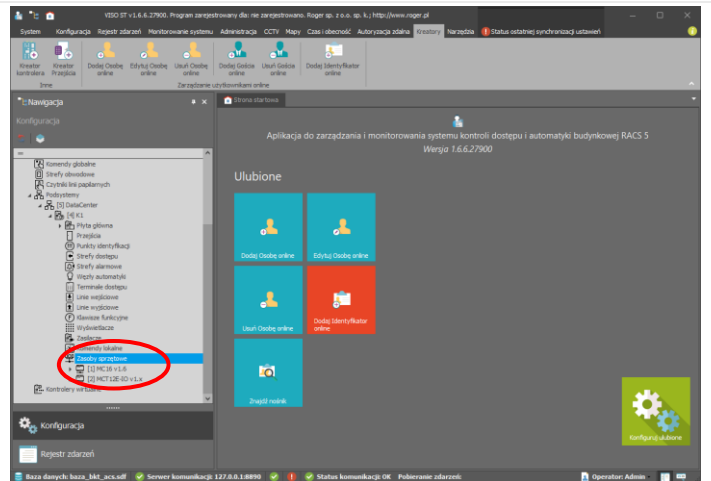 VISO ST v1.6.6.27900. Program zarejestrowany dla: nie zarejestrowano. Roger sp. z o.o. sp. k.; http://www.roger.pl
System Konfiguracja Rejestr zdarzeń Monitorowanie systemu Administracja CCTV Mapy Czas i obecność Autoryzacja zdalna Kreatory Narzędzia Status ostatniej synchronizacji ustawień
Kreator kontrolera
Kreator Przejścia
Dodaj Osobę online
Edytuj Osobę online
Usuń Osobę online
Dodaj Gościa online
Usuń Gościa online
Dodaj Identyfikator online
Inne
Zarządzanie użytkownikami online
Nawigacja
Strona startowa
Konfiguracja
Komendy globalne
Strefy obwodowe
Czytniki linii papilarnych
Podsystemy
[5] DataCenter
[4] K1
Płyta główna
Przejścia
Punkty identyfikacji
Strefy dostępu
Strefy alarmowe
Węzły automatyki
Terminale dostępu
Linie wejściowe
Linie wyjściowe
Klawisze funkcyjne
Wyświetlacze
Zasilacze
Komendy lokalne
Zasoby sprzętowe
[1] MC16 v1.6
[2] MCT12E-IO v1.x
Kontrolery wirtualne
Konfiguracja
Rejestr zdarzeń
Aplikacja do zarządzania i monitorowania systemu kontroli dostępu i automatyki budynkowej RACS 5
Wersja 1.6.6.27900
Ulubione
Dodaj Osobę online
Edytuj Osobę online
Usuń Osobę online
Dodaj Identyfikator online
Znajdź nośnik
Konfiguruj ulubione
Baza danych: baza_bkt_acs.sdf Serwer komunikacji: 127.0.0.1:8890 Status komunikacji: OK Pobieranie zdarzeń: Operator: Admin